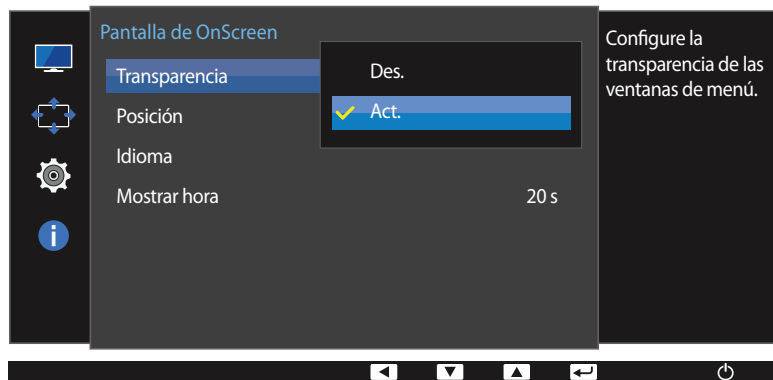 Pantalla de OnScreen
Transparencia
Des.
Act.
Posición
Idioma
Mostrar hora
20 s
Configure la
transparencia de las
ventanas de menú.